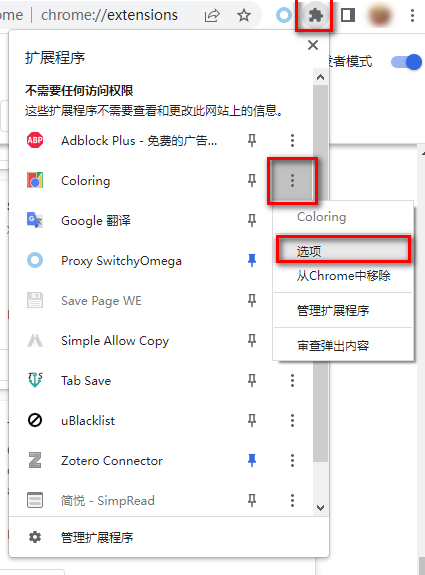 ome | chrome://extensions
者模式
扩展程序
不需要任何访问权限
这些扩展程序不需要查看和更改此网站上的信息。
ABP Adblock Plus - 免费的广告...
Coloring
Coloring
Google 翻译
选项
Proxy SwitchyOmega
从Chrome中移除
Save Page WE
管理扩展程序
Simple Allow Copy
审查弹出内容
Tab Save
uBlacklist
Zotero Connector
简悦 - SimpRead
管理扩展程序